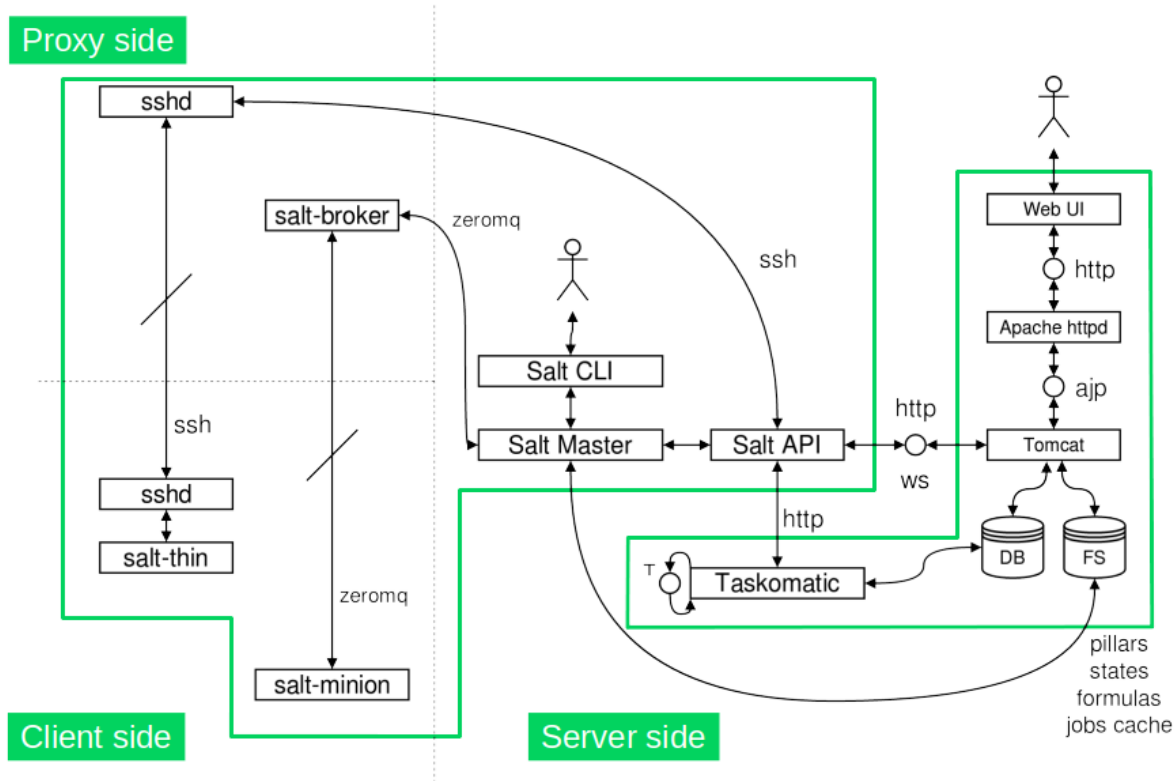 Proxy side
sshd
salt-broker
zeromq
ssh
Web UI
http
Apache httpd
ajp
Salt CLI
http
ssh
Salt Master
Salt API
Tomcat
ws
sshd
http
salt-thin
DB
FS
T
Taskomatic
zeromq
salt-minion
pillars
states
formulas
jobs cache
Client side
Server side